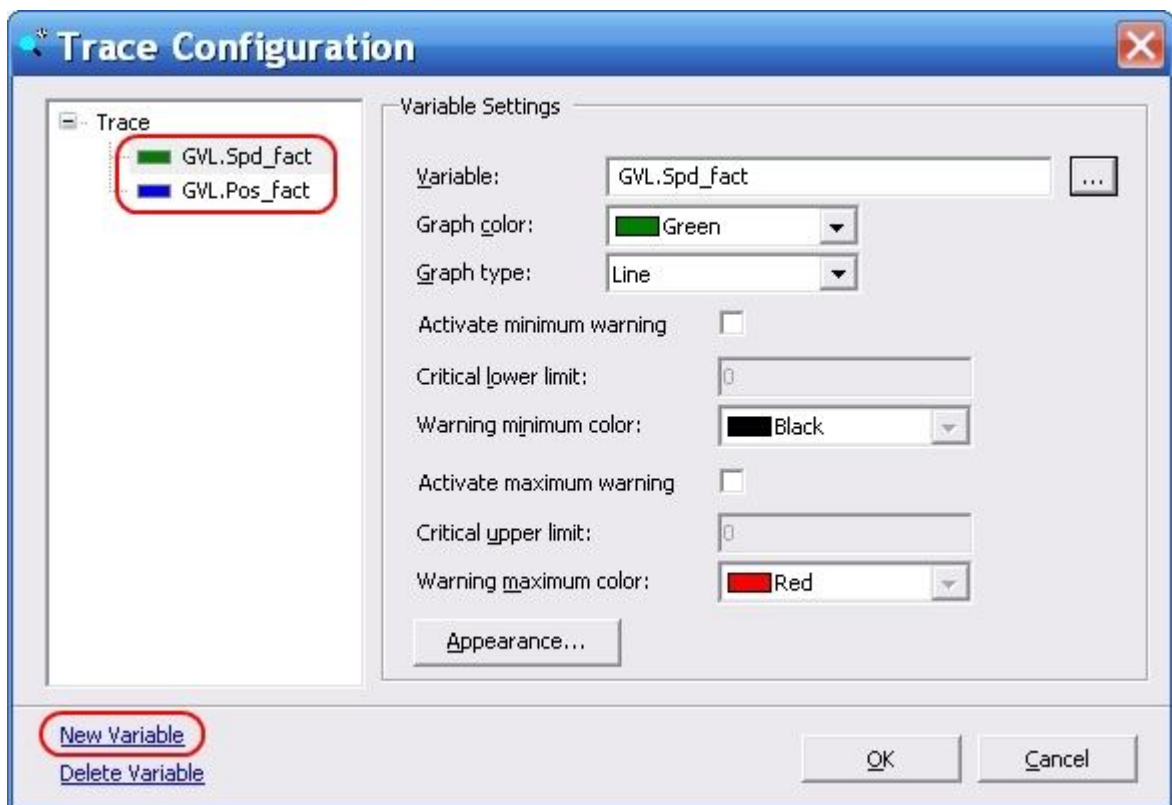 Trace Configuration
Trace
GVL.Spd_fact
GVL.Pos_fact
Variable Settings
Variable: GVL.Spd_fact ...
Graph color: Green
Graph type: Line
Activate minimum warning
Critical lower limit: 0
Warning minimum color: Black
Activate maximum warning
Critical upper limit: 0
Warning maximum color: Red
Appearance...
New Variable
Delete Variable
OK Cancel